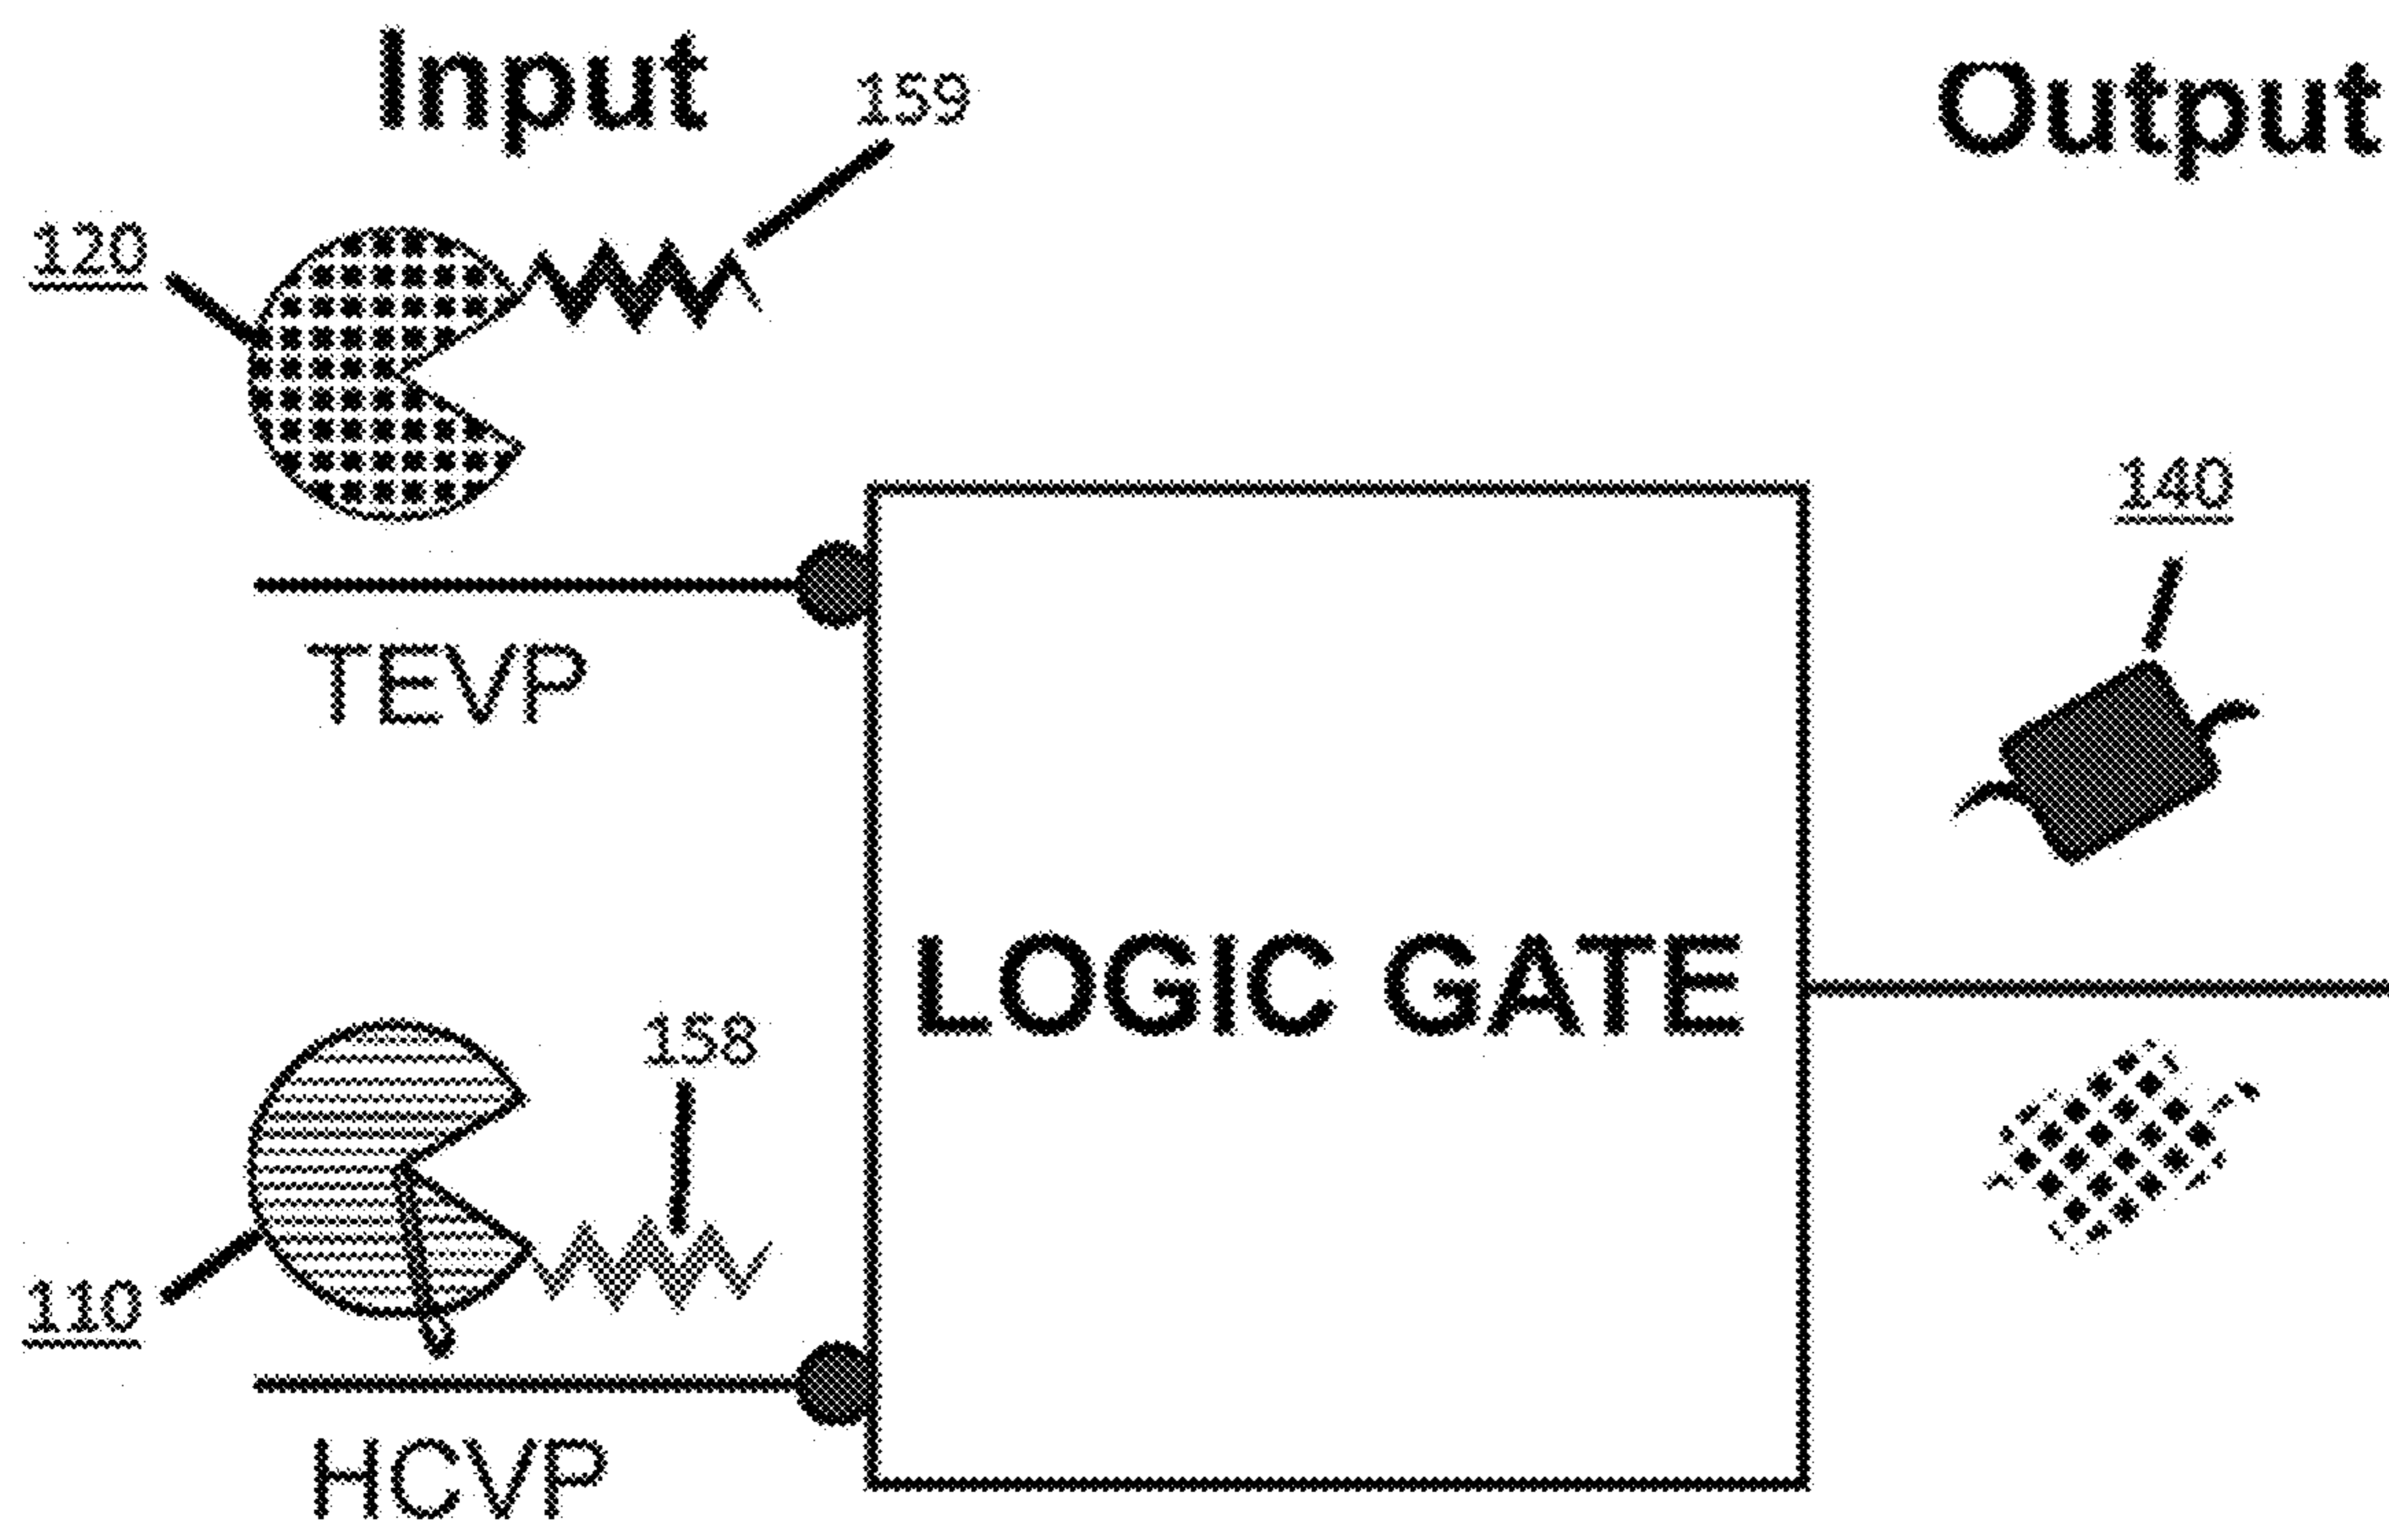 Input
159
Output
120
140
TEVP
LOGIC GATE
158
110
HCVP